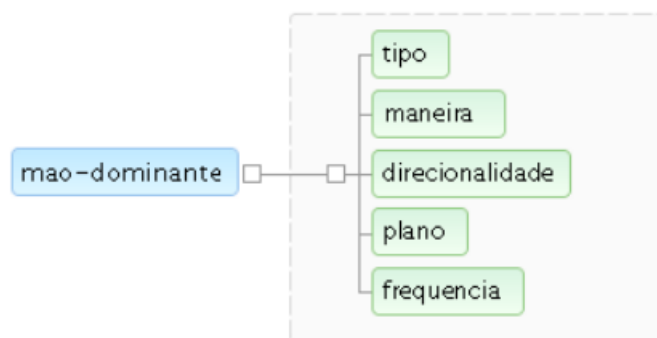 tipo
maneira
mao-dominante
direcionalidade
plano
frequencia